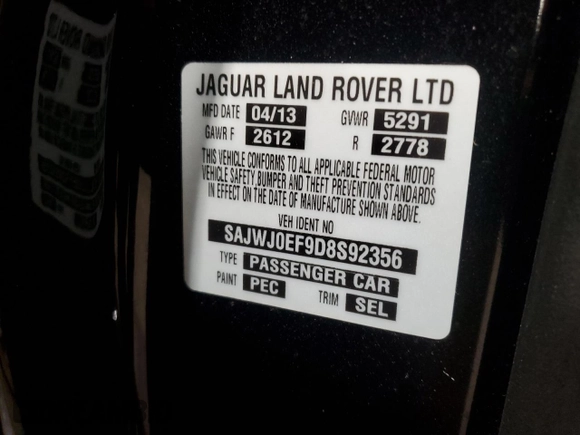 JAGUAR LAND ROVER LTD
MFD DATE 04/13 GVWR 5291
GAWR F 2612 R 2778
THIS VEHICLE CONFORMS TO ALL APPLICABLE FEDERAL MOTOR
VEHICLE SAFETY, BUMPER AND THEFT PREVENTION STANDARDS
IN EFFECT ON THE DATE OF MANUFACTURE SHOWN ABOVE.
VEH IDENT NO
SAJWJ0EF9D8S92356
TYPE PASSENGER CAR
PAINT PEC TRIM SEL